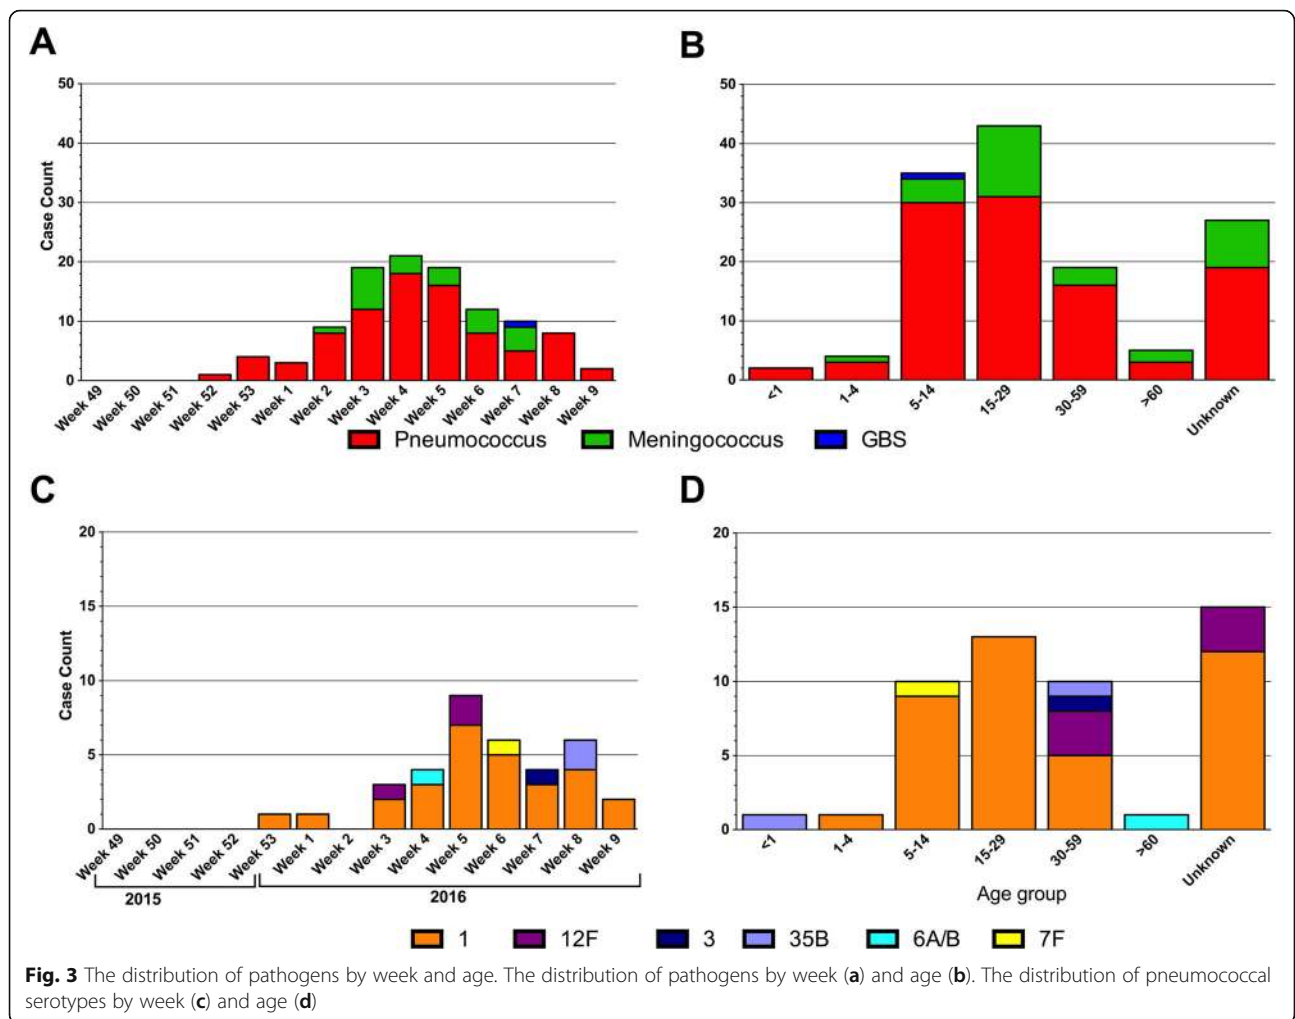 A
B
50
40
30
20
10
0
Case Count
Week 49
Week 50
Week 51
Week 52
Week 53
Week 1
Week 2
Week 3
Week 4
Week 5
Week 6
Week 7
Week 8
Week 9
50
40
30
20
10
0
<1
1-4
5-14
15-29
30-59
>60
Unknown
Pneumococcus Meningococcus GBS
C
D
20
15
10
5
0
Case Count
Week 49
Week 50
Week 51
Week 52
Week 53
Week 1
Week 2
Week 3
Week 4
Week 5
Week 6
Week 7
Week 8
Week 9
2015
2016
20
15
10
5
0
<1
1-4
5-14
15-29
30-59
>60
Unknown
Age group
1 12F 3 35B 6A/B 7F
Fig. 3 The distribution of pathogens by week and age. The distribution of pathogens by week (a) and age (b). The distribution of pneumococcal
serotypes by week (c) and age (d)